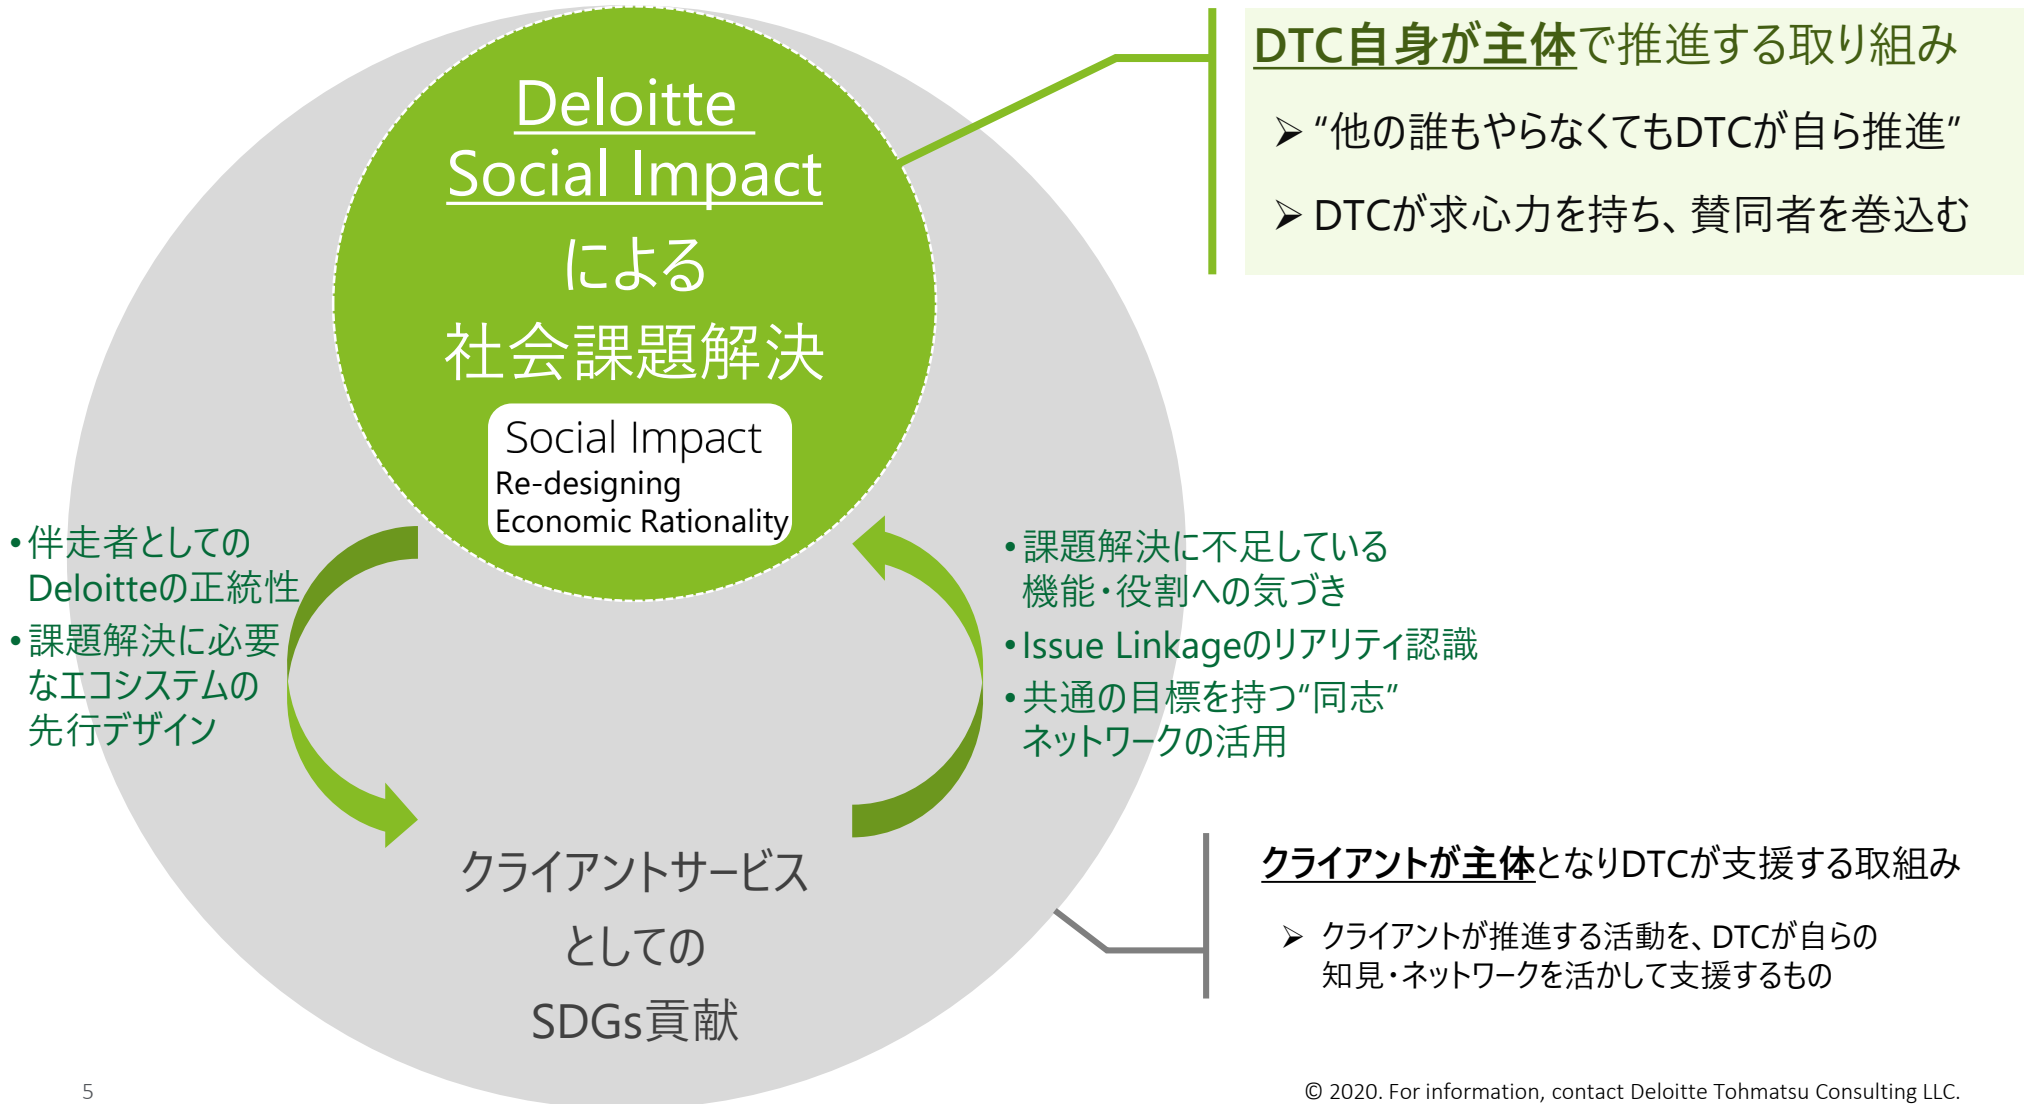 Deloitte
Social Impact
による
社会課題解決
Social Impact
Re-designing
Economic Rationality
DTC自身が主体で推進する取り組み
➢ “他の誰もやらなくてもDTCが自ら推進”
➢ DTCが求心力を持ち、賛同者を巻込む
• 伴走者としての
Deloitteの正統性
• 課題解決に必要
なエコシステムの
先行デザイン
• 課題解決に不足している
機能・役割への気づき
• Issue Linkageのリアリティ認識
• 共通の目標を持つ“同志”
ネットワークの活用
クライアントサービス
としての
SDGs貢献
クライアントが主体となりDTCが支援する取組み
➢ クライアントが推進する活動を、DTCが自らの
知見・ネットワークを活かして支援するもの
5
© 2020. For information, contact Deloitte Tohmatsu Consulting LLC.